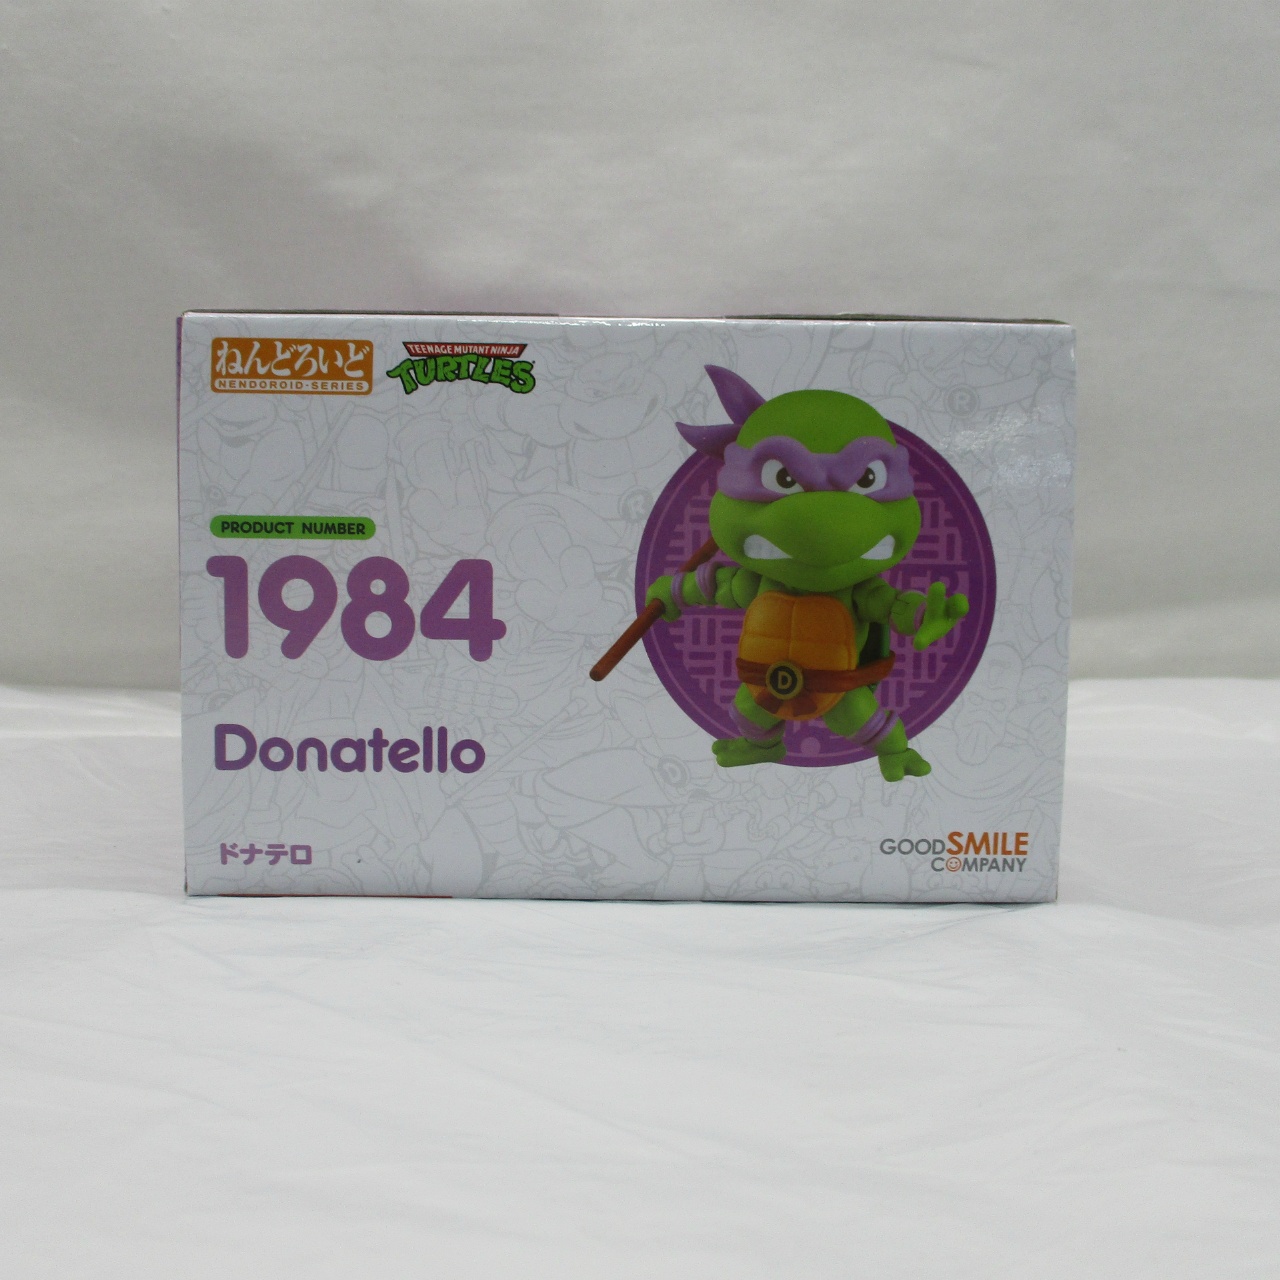 ねんどろいど
NENDOROID-SERIES
TEENAGE MUTANT NINJA
TURTLES
PRODUCT NUMBER
1984
Donatello
ドナテロ
D
GOOD SMILE
COMPANY